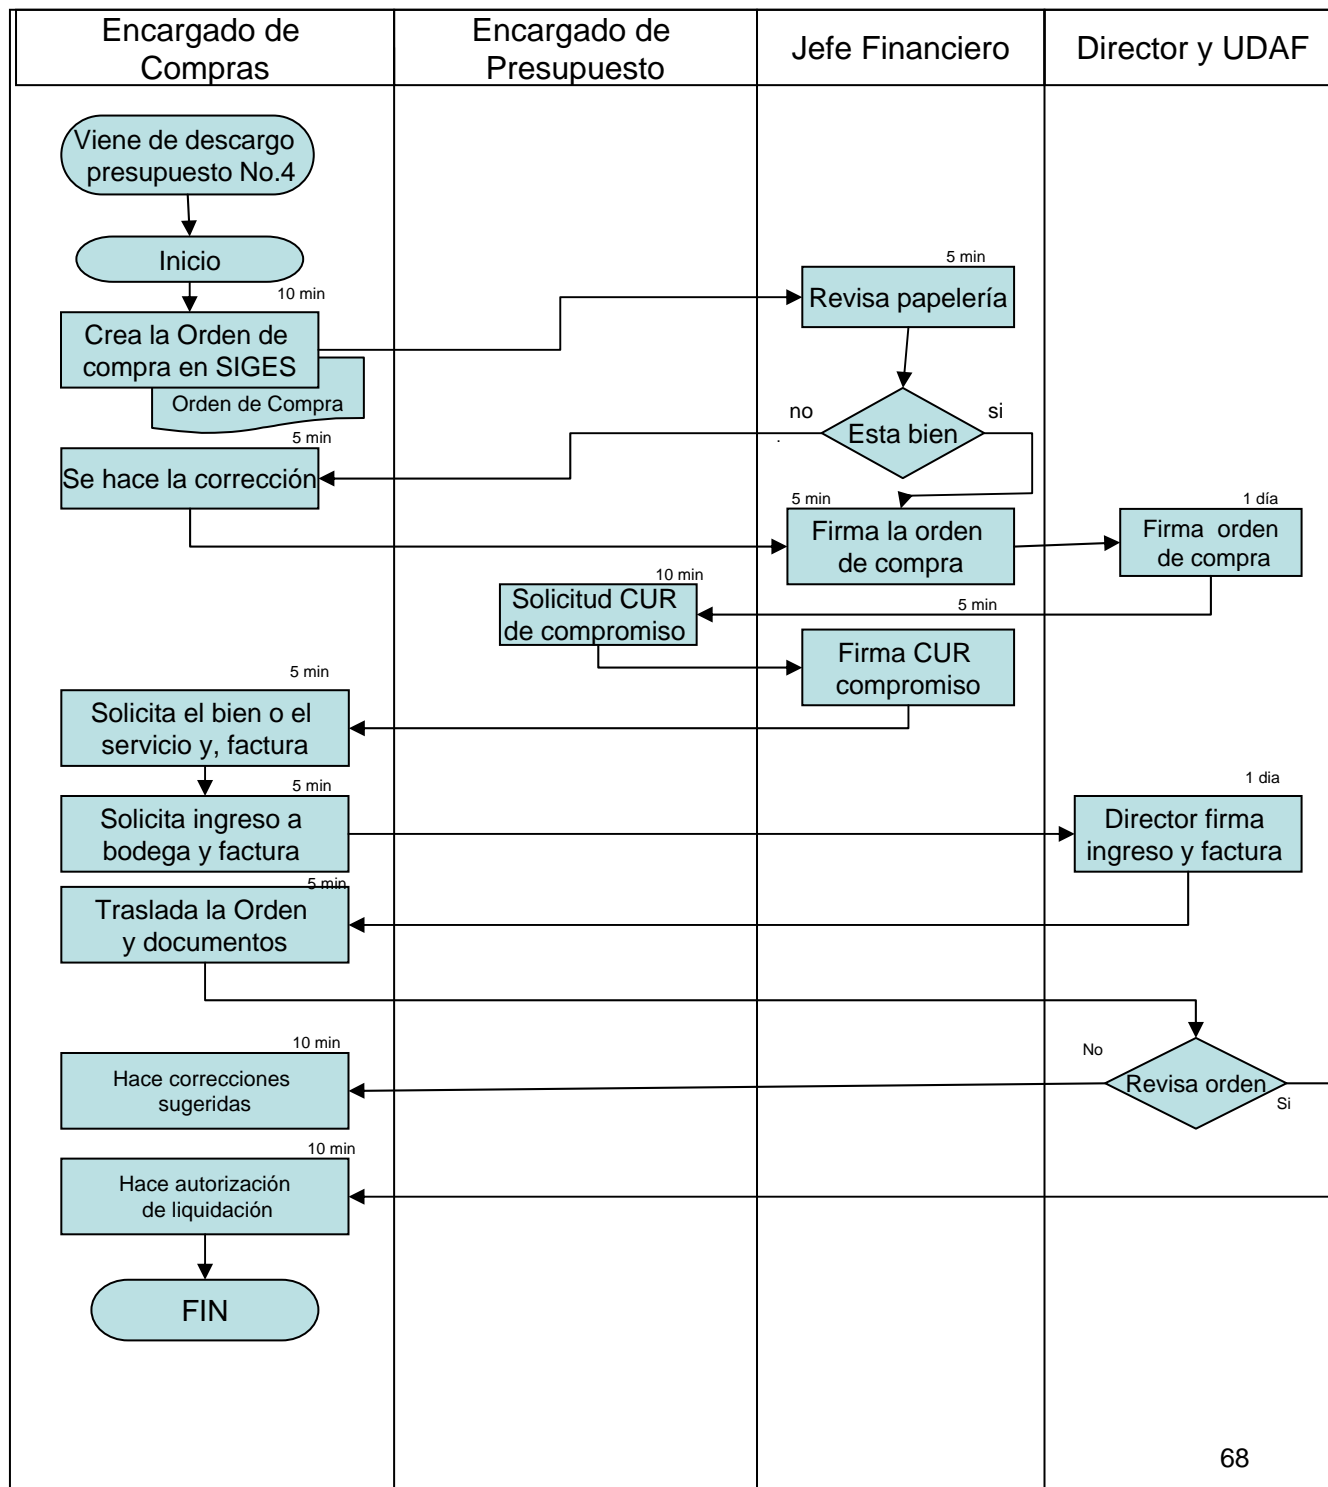 Encargado de
Compras
Encargado de
Presupuesto
Jefe Financiero
Director y UDAF
Viene de descargo
presupuesto No.4
Inicio
10 min
Crea la Orden de
compra en SIGES
Orden de Compra
5 min
Revisa papelería
no
si
Esta bien
5 min
Se hace la corrección
5 min
Firma la orden
de compra
1 día
Firma orden
de compra
10 min
Solicitud CUR
de compromiso
5 min
Firma CUR
compromiso
5 min
Solicita el bien o el
servicio y, factura
5 min
Solicita ingreso a
bodega y factura
1 dia
Director firma
ingreso y factura
5 min
Traslada la Orden
y documentos
No
Revisa orden
Si
10 min
Hace correcciones
sugeridas
10 min
Hace autorización
de liquidación
FIN
68